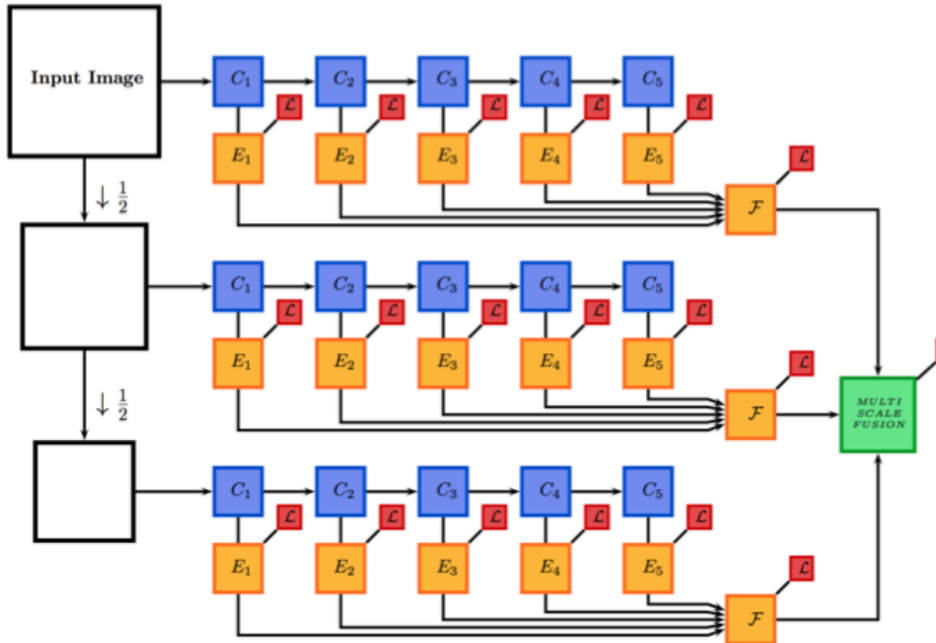 Input Image
C₁ C₂ C₃ C₄ C₅
ℒ ℒ ℒ ℒ ℒ
E₁ E₂ E₃ E₄ E₅
ℒ
↓ 1/2
ℱ
C₁ C₂ C₃ C₄ C₅
ℒ ℒ ℒ ℒ ℒ
E₁ E₂ E₃ E₄ E₅
ℒ
↓ 1/2
ℱ
MULTI
SCALE
FUSION
C₁ C₂ C₃ C₄ C₅
ℒ ℒ ℒ ℒ ℒ
E₁ E₂ E₃ E₄ E₅
ℒ
ℱ